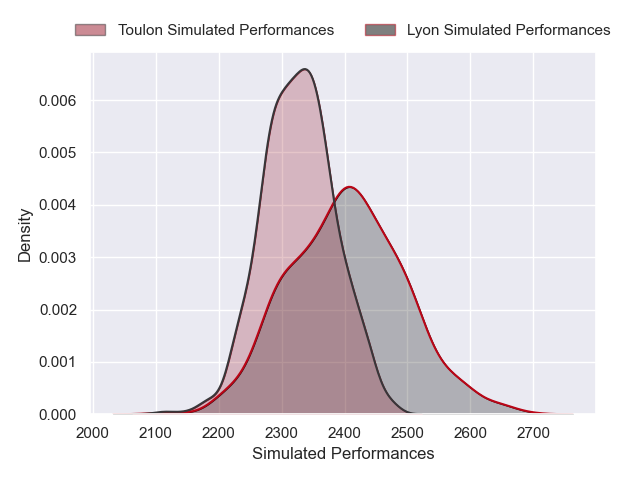 Toulon Simulated Performances Lyon Simulated Performances
0.006
0.005
0.004
0.003
0.002
0.001
0.000
Density
2000 2100 2200 2300 2400 2500 2600 2700
Simulated Performances